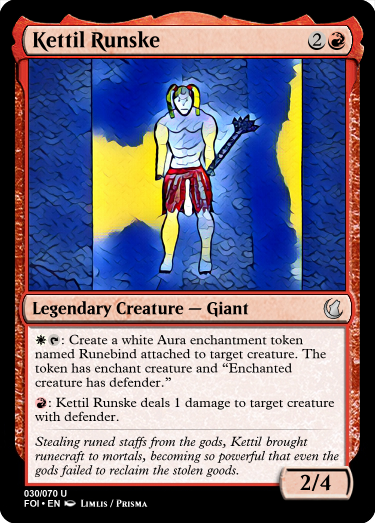 Kettil Runske 2
Legendary Creature — Giant
: Create a white Aura enchantment token
named Runebind attached to target creature. The
token has enchant creature and “Enchanted
creature has defender.”
: Kettil Runske deals 1 damage to target creature
with defender.
Stealing runed staffs from the gods, Kettil brought
runecraft to mortals, becoming so powerful that even the
gods failed to reclaim the stolen goods.
2/4
030/070 U
FOI • EN Limlis / Prisma